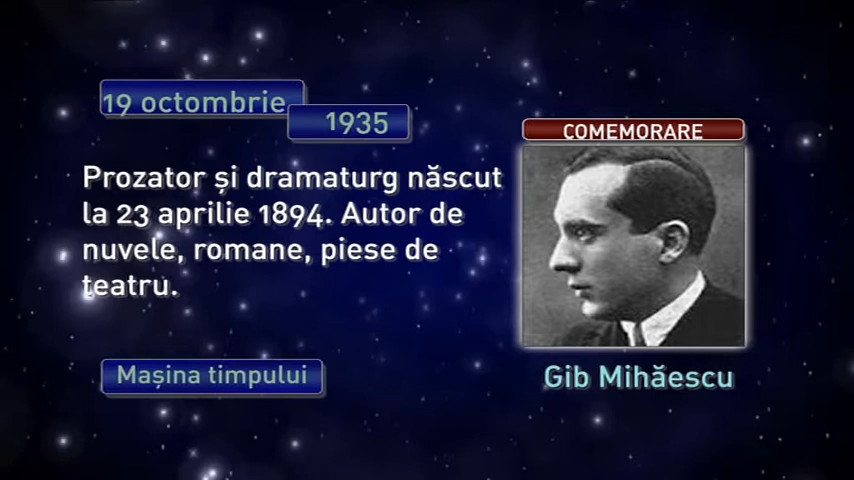 19 octombrie
1935
COMEMORARE
Prozator și dramaturg născut
la 23 aprilie 1894. Autor de
nuvele, romane, piese de
teatru.
Mașina timpului
Gib Mihăescu